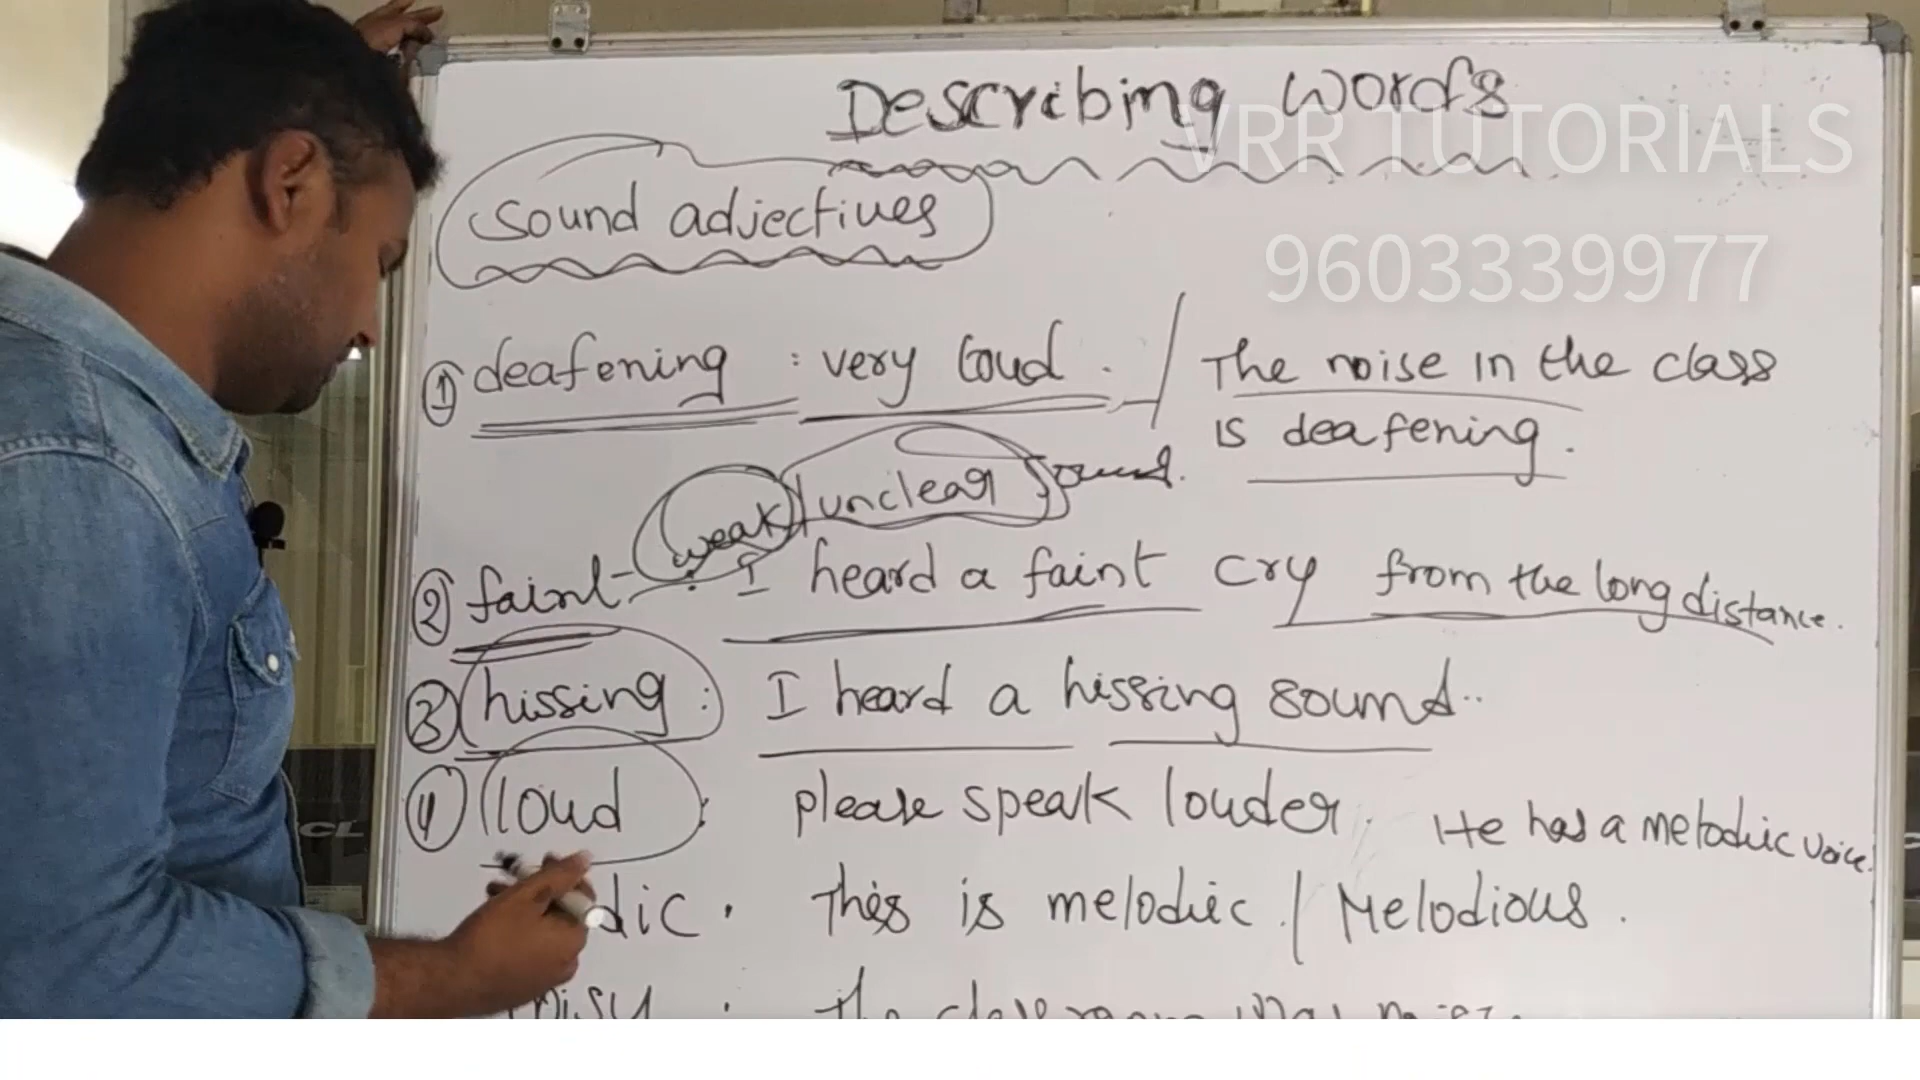 Describing words
VRR TUTORIALS
sound adjectives
9603339977
① deafening : very loud . / The noise in the class
is deafening.
weak / unclear sound.
② faint - : I heard a faint cry from the long distance.
③ hissing : I heard a hissing sound..
④ loud : please speak louder.
He has a melodic voice.
dic . This is melodic. / Melodious.